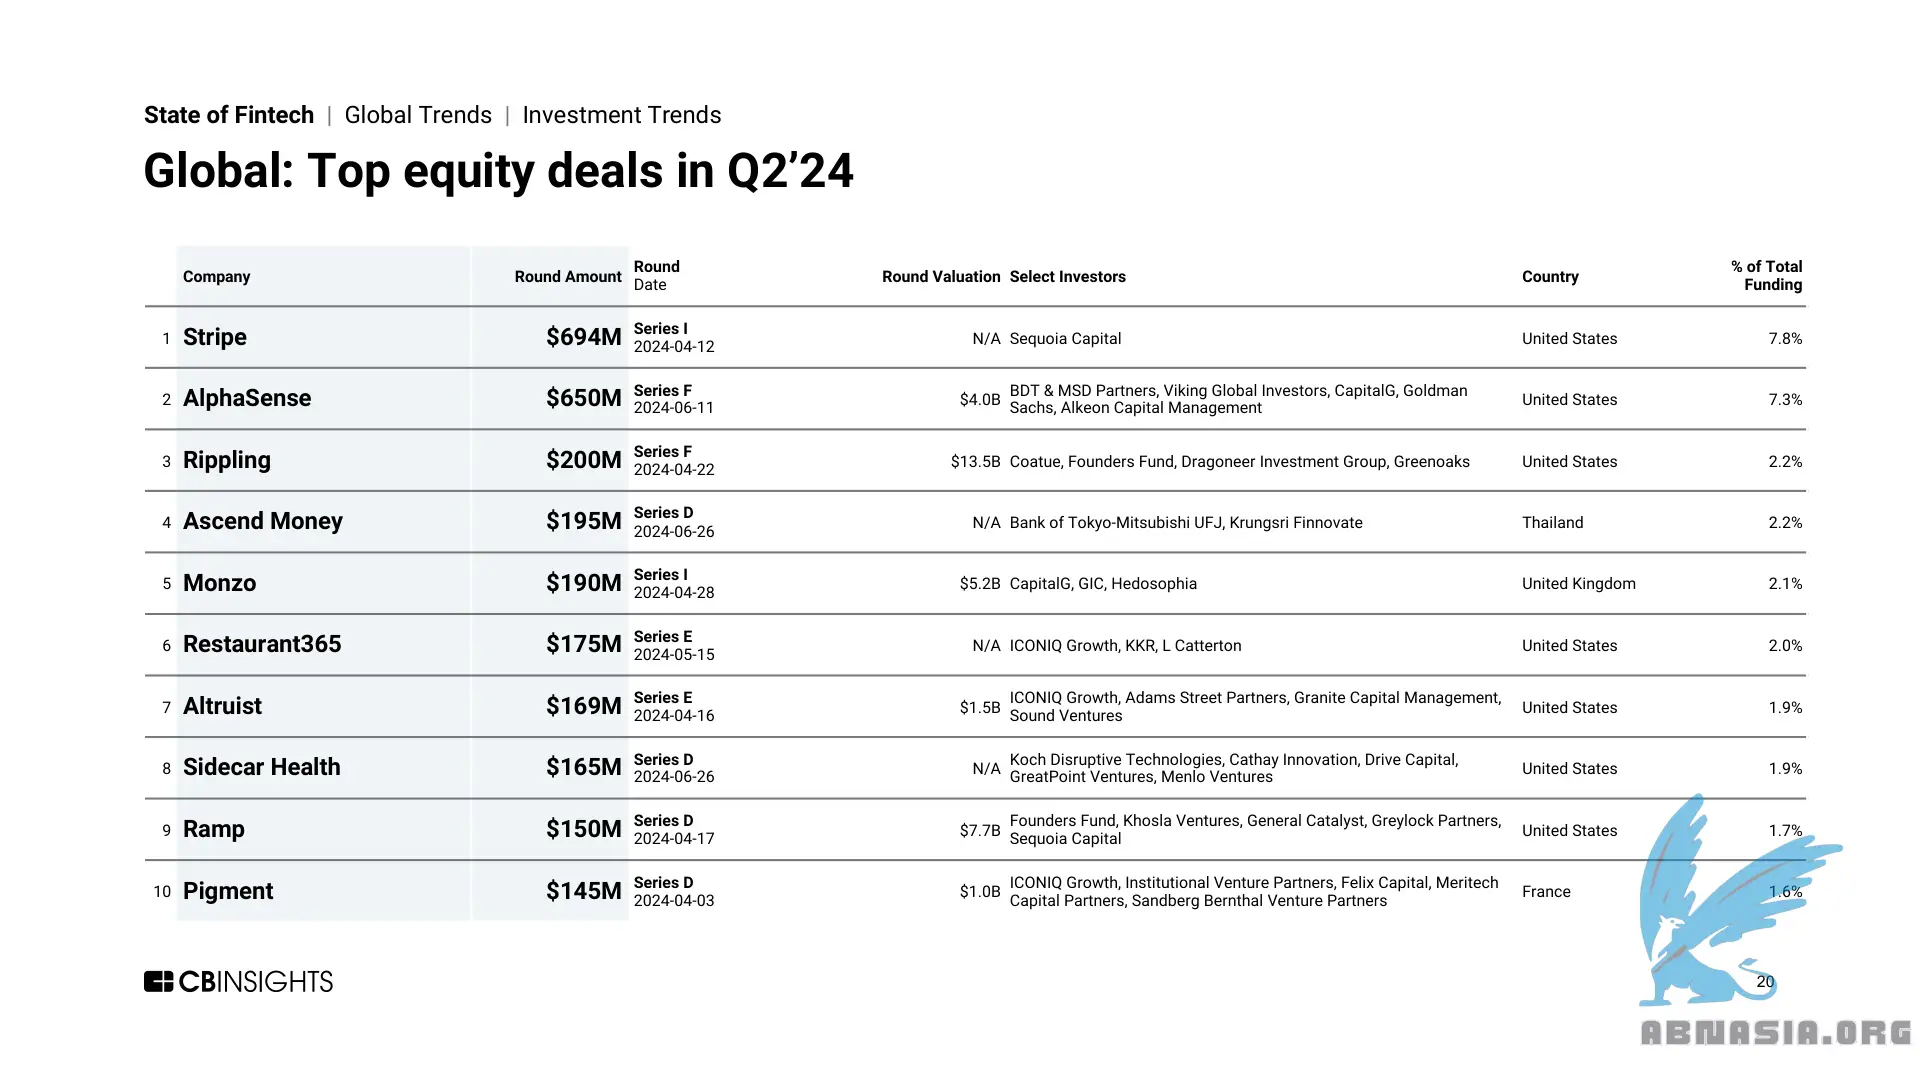 State of Fintech | Global Trends | Investment Trends
Global: Top equity deals in Q2’24
Company Round Amount Round Date Round Valuation Select Investors Country % of Total Funding
1 Stripe $694M Series I 2024-04-12 N/A Sequoia Capital United States 7.8%
2 AlphaSense $650M Series F 2024-06-11 $4.0B BDT & MSD Partners, Viking Global Investors, CapitalG, Goldman Sachs, Alkeon Capital Management United States 7.3%
3 Rippling $200M Series F 2024-04-22 $13.5B Coatue, Founders Fund, Dragoneer Investment Group, Greenoaks United States 2.2%
4 Ascend Money $195M Series D 2024-06-26 N/A Bank of Tokyo-Mitsubishi UFJ, Krungsri Finnovate Thailand 2.2%
5 Monzo $190M Series I 2024-04-28 $5.2B CapitalG, GIC, Hedosophia United Kingdom 2.1%
6 Restaurant365 $175M Series E 2024-05-15 N/A ICONIQ Growth, KKR, L Catterton United States 2.0%
7 Altruist $169M Series E 2024-04-16 $1.5B ICONIQ Growth, Adams Street Partners, Granite Capital Management, Sound Ventures United States 1.9%
8 Sidecar Health $165M Series D 2024-06-26 N/A Koch Disruptive Technologies, Cathay Innovation, Drive Capital, GreatPoint Ventures, Menlo Ventures United States 1.9%
9 Ramp $150M Series D 2024-04-17 $7.7B Founders Fund, Khosla Ventures, General Catalyst, Greylock Partners, Sequoia Capital United States 1.7%
10 Pigment $145M Series D 2024-04-03 $1.0B ICONIQ Growth, Institutional Venture Partners, Felix Capital, Meritech Capital Partners, Sandberg Bernthal Venture Partners France 1.6%
CBINSIGHTS
20
ABNASIA.ORG